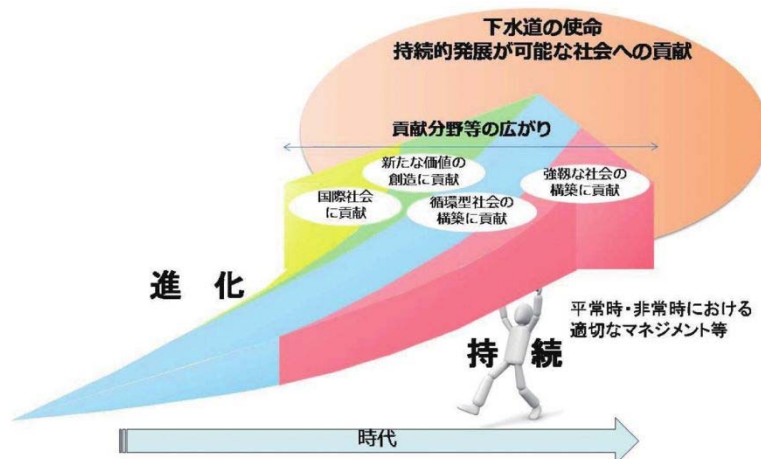 下水道の使命
持続的発展が可能な社会への貢献
貢献分野等の広がり
新たな価値の
創造に貢献
強靱な社会の
構築に貢献
国際社会
に貢献
循環型社会の
構築に貢献
進 化
平常時・非常時における
適切なマネジメント等
持 続
時代